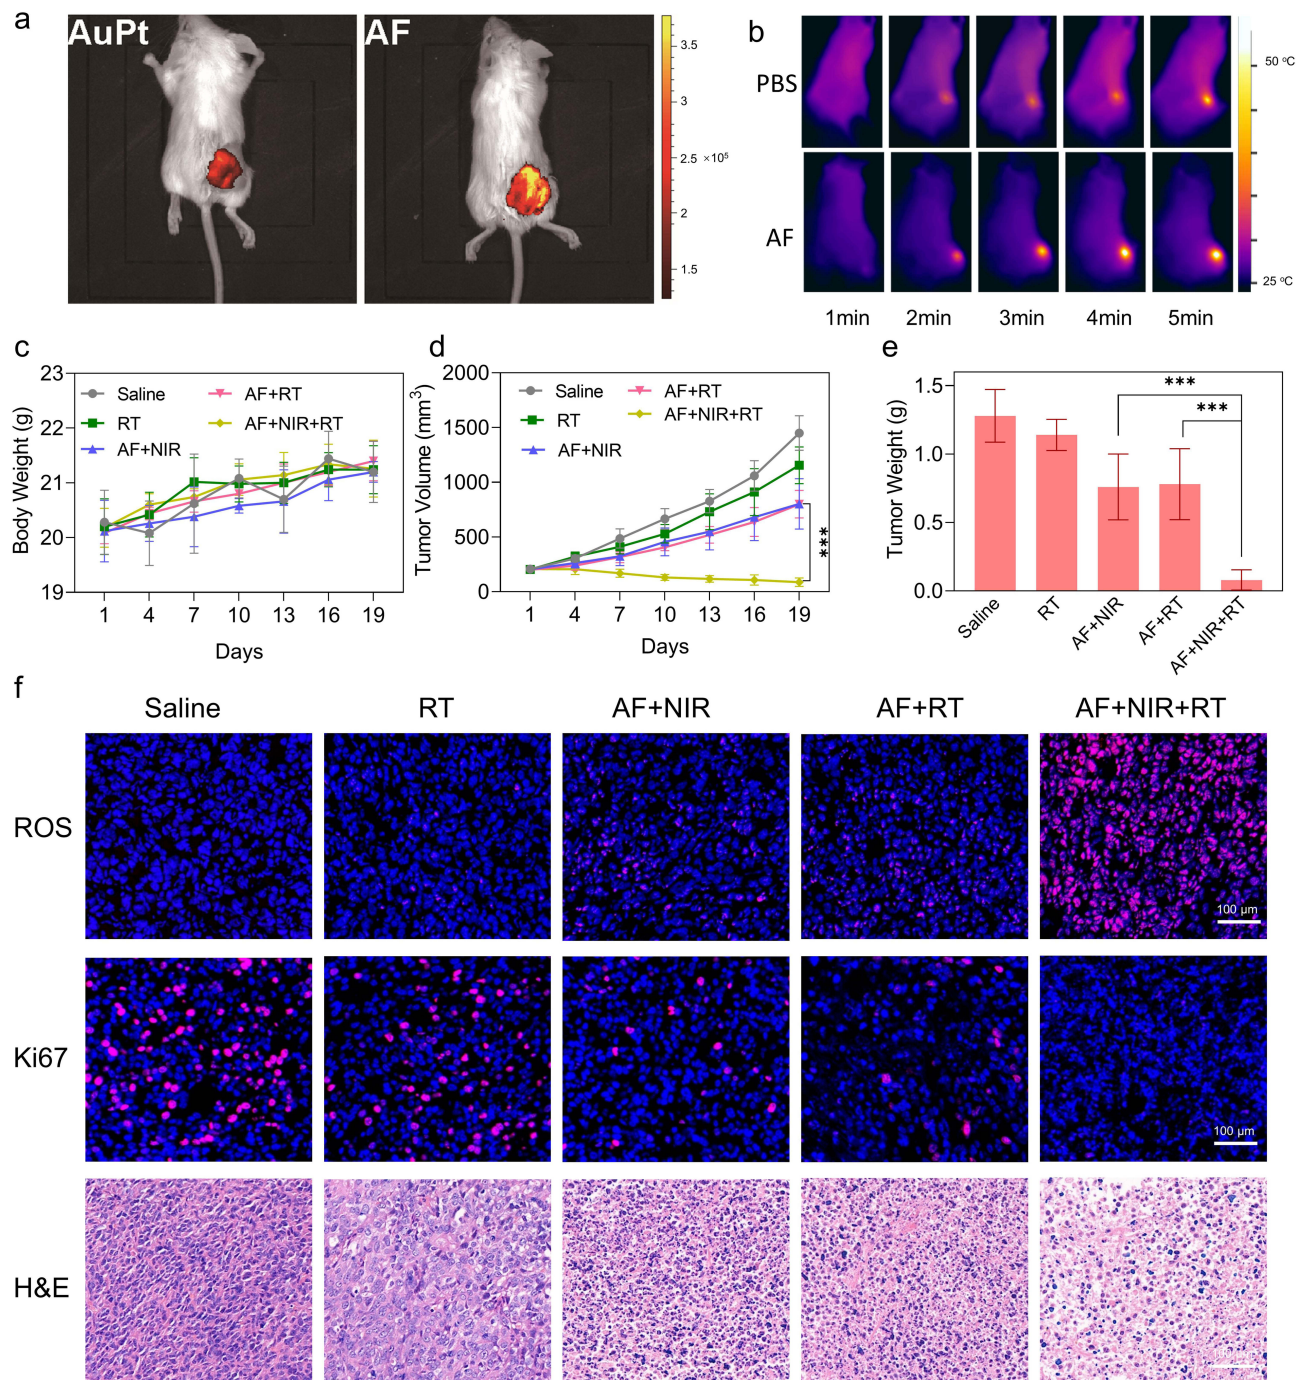 a
AuPt
AF
3.5
3
2.5 ×10⁵
2
1.5
b
PBS
AF
50 °C
25 °C
1min 2min 3min 4min 5min
c
Body Weight (g)
23
22
21
20
19
Saline
RT
AF+NIR
AF+RT
AF+NIR+RT
1 4 7 10 13 16 19
Days
d
Tumor Volume (mm³)
2000
1500
1000
500
0
Saline
RT
AF+NIR
AF+RT
AF+NIR+RT
***
1 4 7 10 13 16 19
Days
e
Tumor Weight (g)
1.5
1.0
0.5
0.0
***
***
Saline
RT
AF+NIR
AF+RT
AF+NIR+RT
f
Saline RT AF+NIR AF+RT AF+NIR+RT
ROS
100 μm
Ki67
100 μm
H&E
100 μm